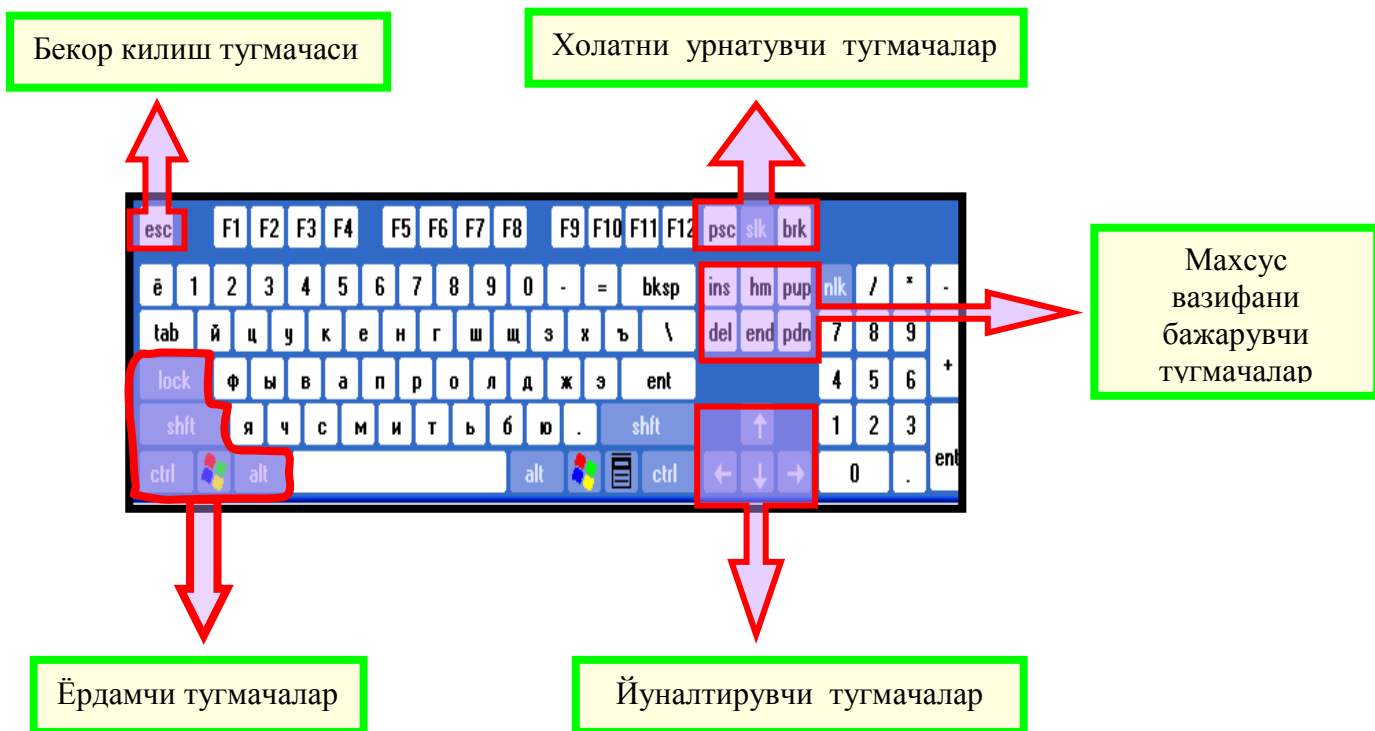 Бекор килиш тугмачаси
Холатни урнатувчи тугмачалар
esc F1 F2 F3 F4 F5 F6 F7 F8 F9 F10 F11 F12 psc slk brk
ё 1 2 3 4 5 6 7 8 9 0 - = bksp ins hm pup nlk / * -
tab й ц у к е н г ш щ з х ъ \ del end pdn 7 8 9 +
lock ф ы в а п р о л д ж э ent 4 5 6
shft я ч с м и т ь б ю . shft ↑ 1 2 3 ent
ctrl alt alt ctrl ← ↓ → 0 .
Махсус
вазифани
бажарувчи
тугмачалар
Ёрдамчи тугмачалар
Йуналтирувчи тугмачалар